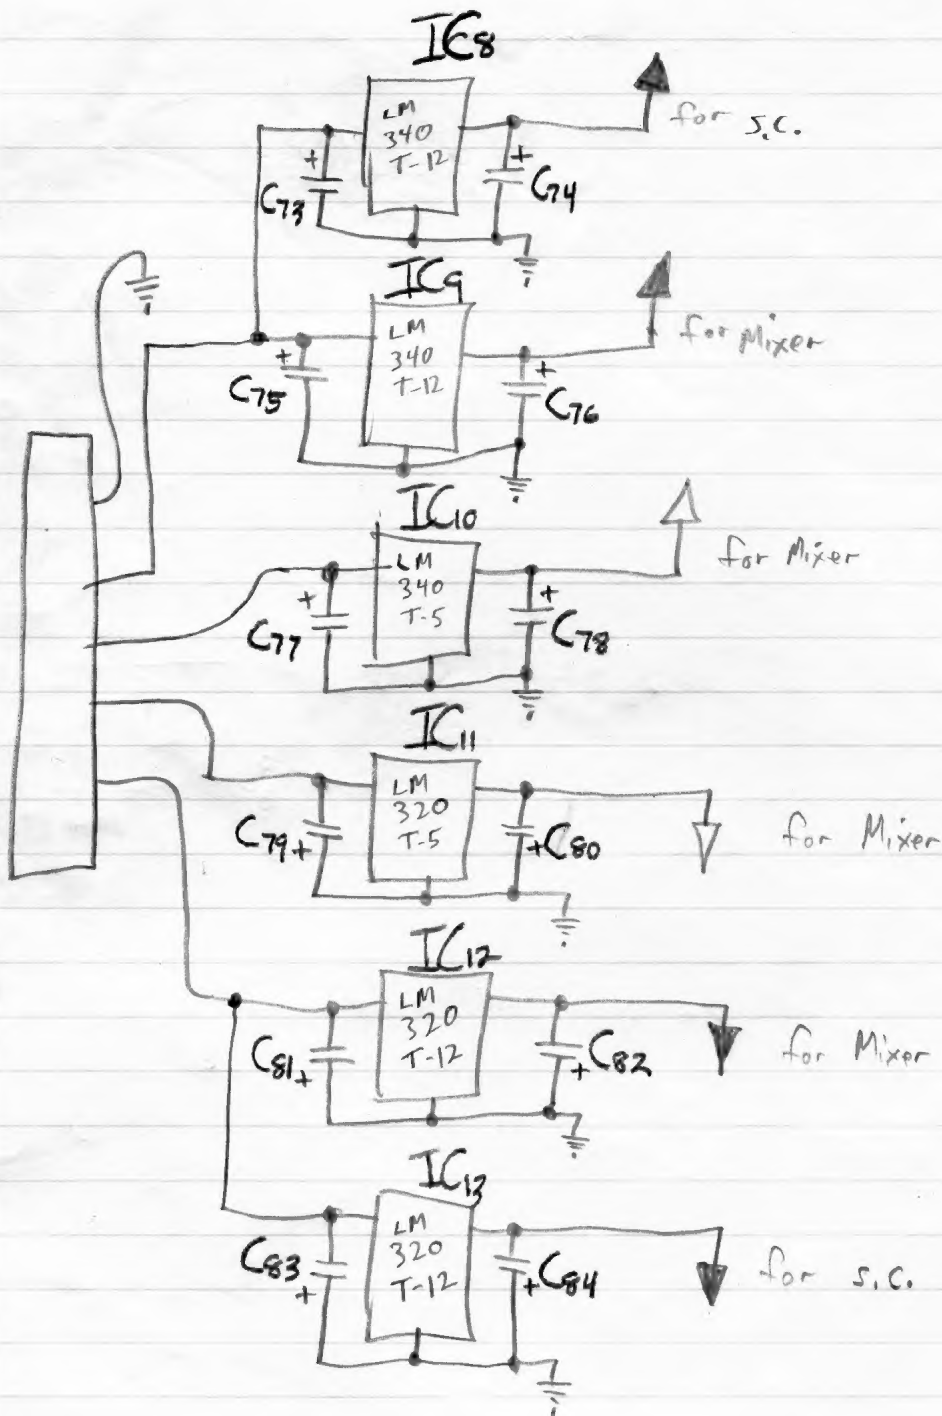 IC8
LM
340
T-12
for s.c.
+
+
C73
C74
IC9
LM
340
T-12
for Mixer
+
+
C75
C76
IC10
LM
340
T-5
for Mixer
+
+
C77
C78
IC11
LM
320
T-5
for Mixer
C79
+
+
C80
IC12
LM
320
T-12
for Mixer
C81
+
+
C82
IC13
LM
320
T-12
for s.c.
C83
+
+
C84